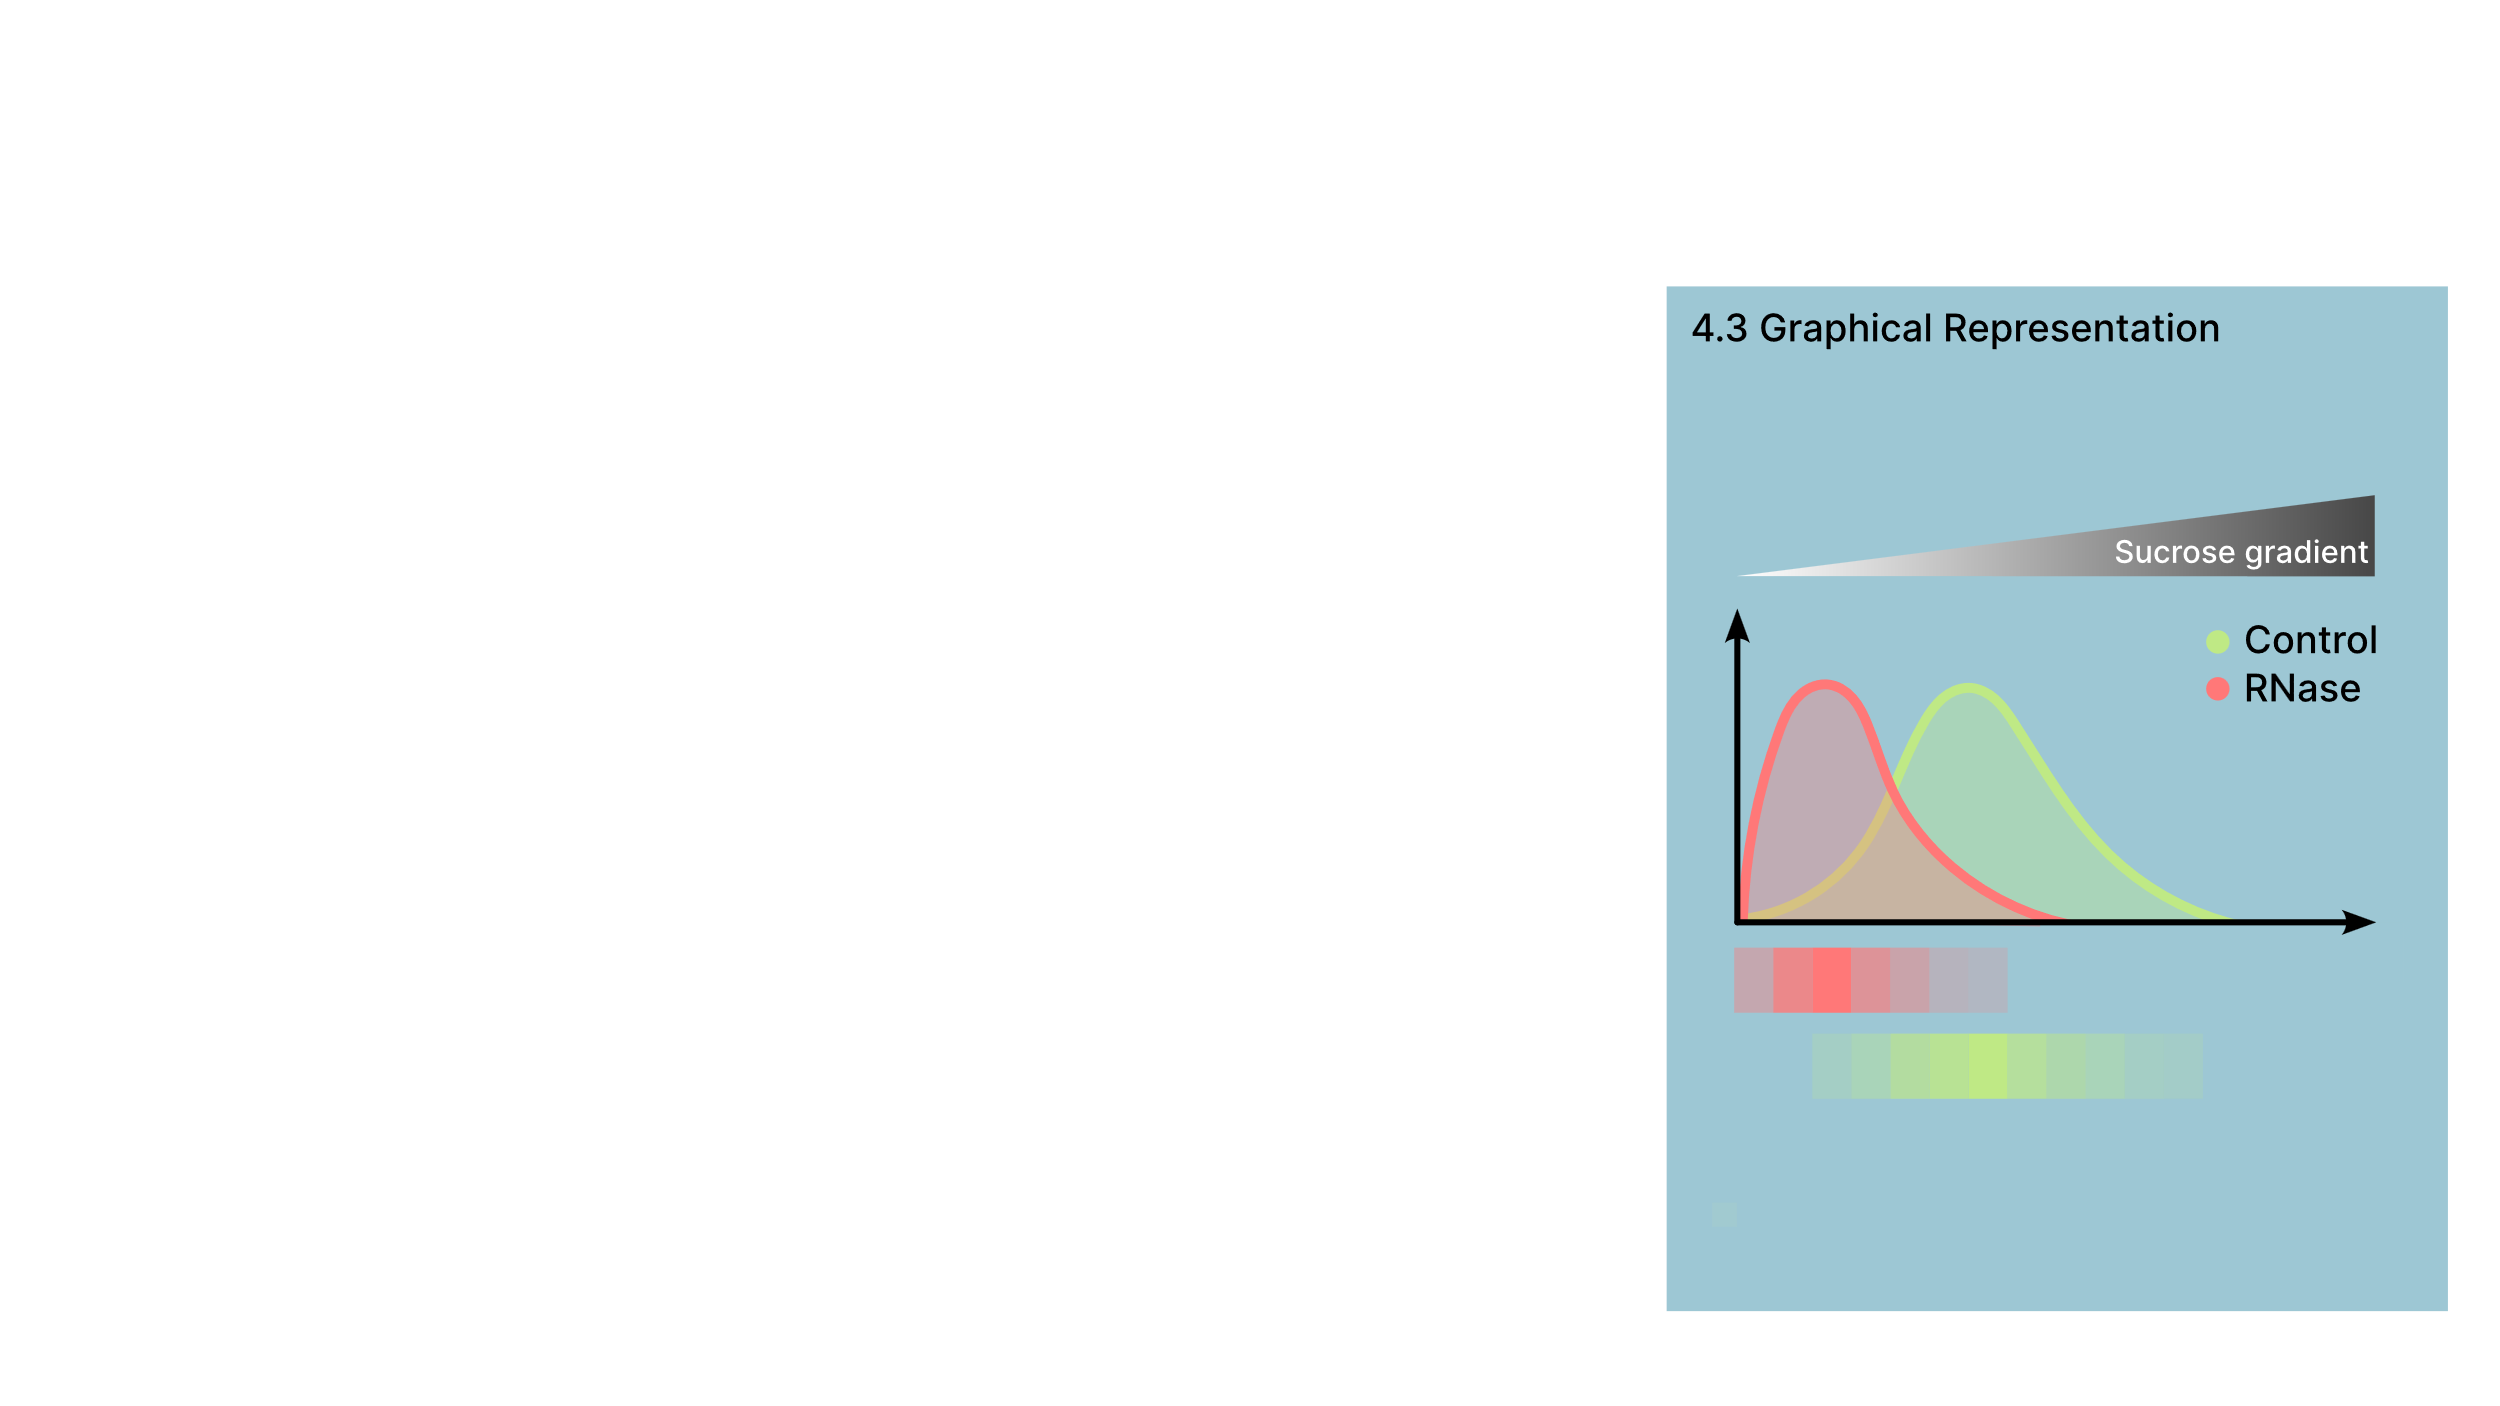 4.3 Graphical Representation
Sucrose gradient
Control
RNase